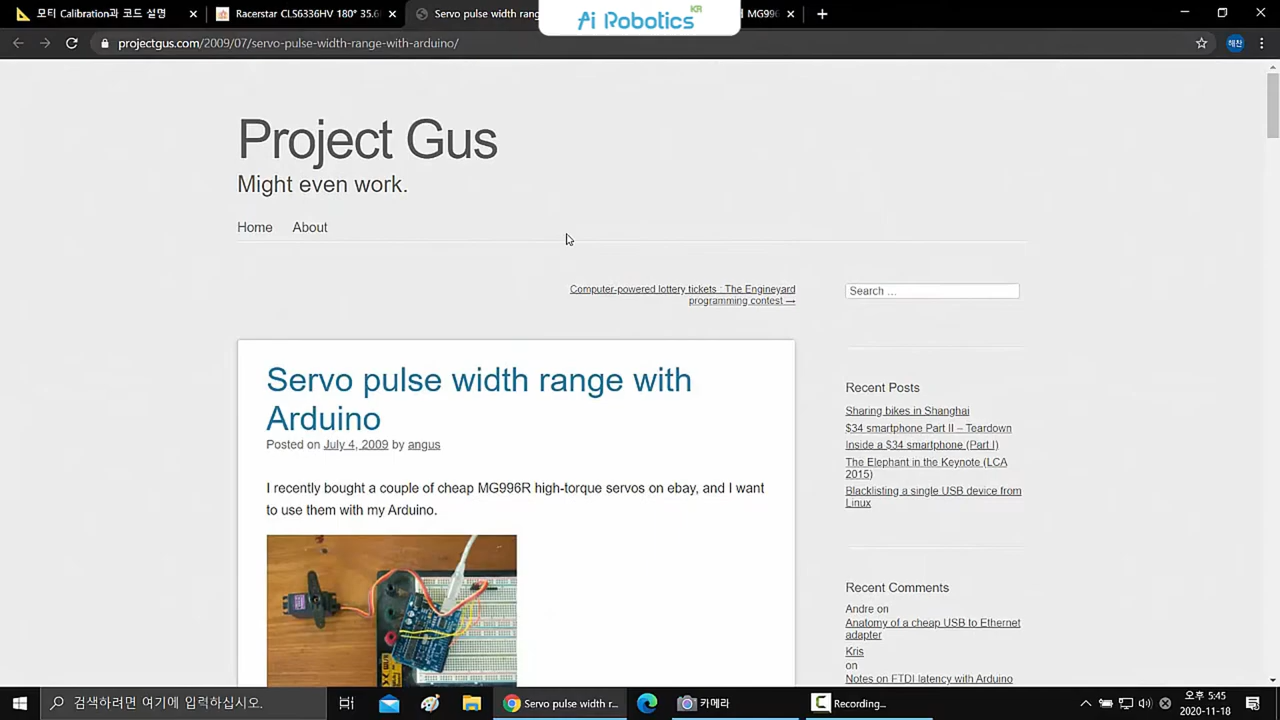 모티 Calibration과 코드 설명
Racerstar CLS6336HV 180° 35.6
Servo pulse width rang
MG996
Ai Robotics KR
projectgus.com/2009/07/servo-pulse-width-range-with-arduino/
해찬
Project Gus
Might even work.
Home About
Computer-powered lottery tickets : The Engineyard
programming contest →
Search ...
Servo pulse width range with
Arduino
Posted on July 4, 2009 by angus
I recently bought a couple of cheap MG996R high-torque servos on ebay, and I want
to use them with my Arduino.
Recent Posts
Sharing bikes in Shanghai
$34 smartphone Part II – Teardown
Inside a $34 smartphone (Part I)
The Elephant in the Keynote (LCA
2015)
Blacklisting a single USB device from
Linux
Recent Comments
Andre on
Anatomy of a cheap USB to Ethernet
adapter
Kris
on
Notes on FTDI latency with Arduino
검색하려면 여기에 입력하십시오.
Servo pulse width r...
카메라
Recording...
오후 5:45
2020-11-18